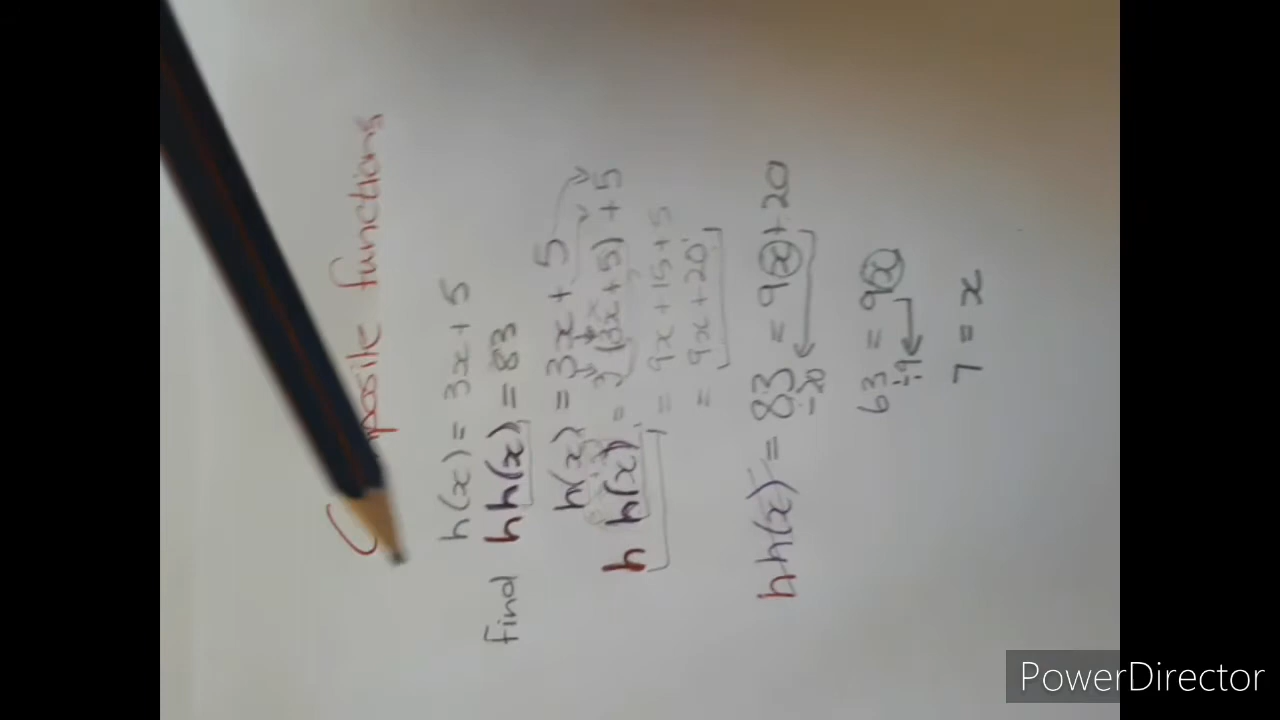 posite functions
h(x) = 3x + 5
find hh(x) = 83
h(x) = 3x + 5
h h(x) = 3(3x + 5) + 5
= 9x + 15 + 5
= 9x + 20
hh(x) = 83 = 9x + 20
-20
63 = 9x
÷9
7 = x
PowerDirector